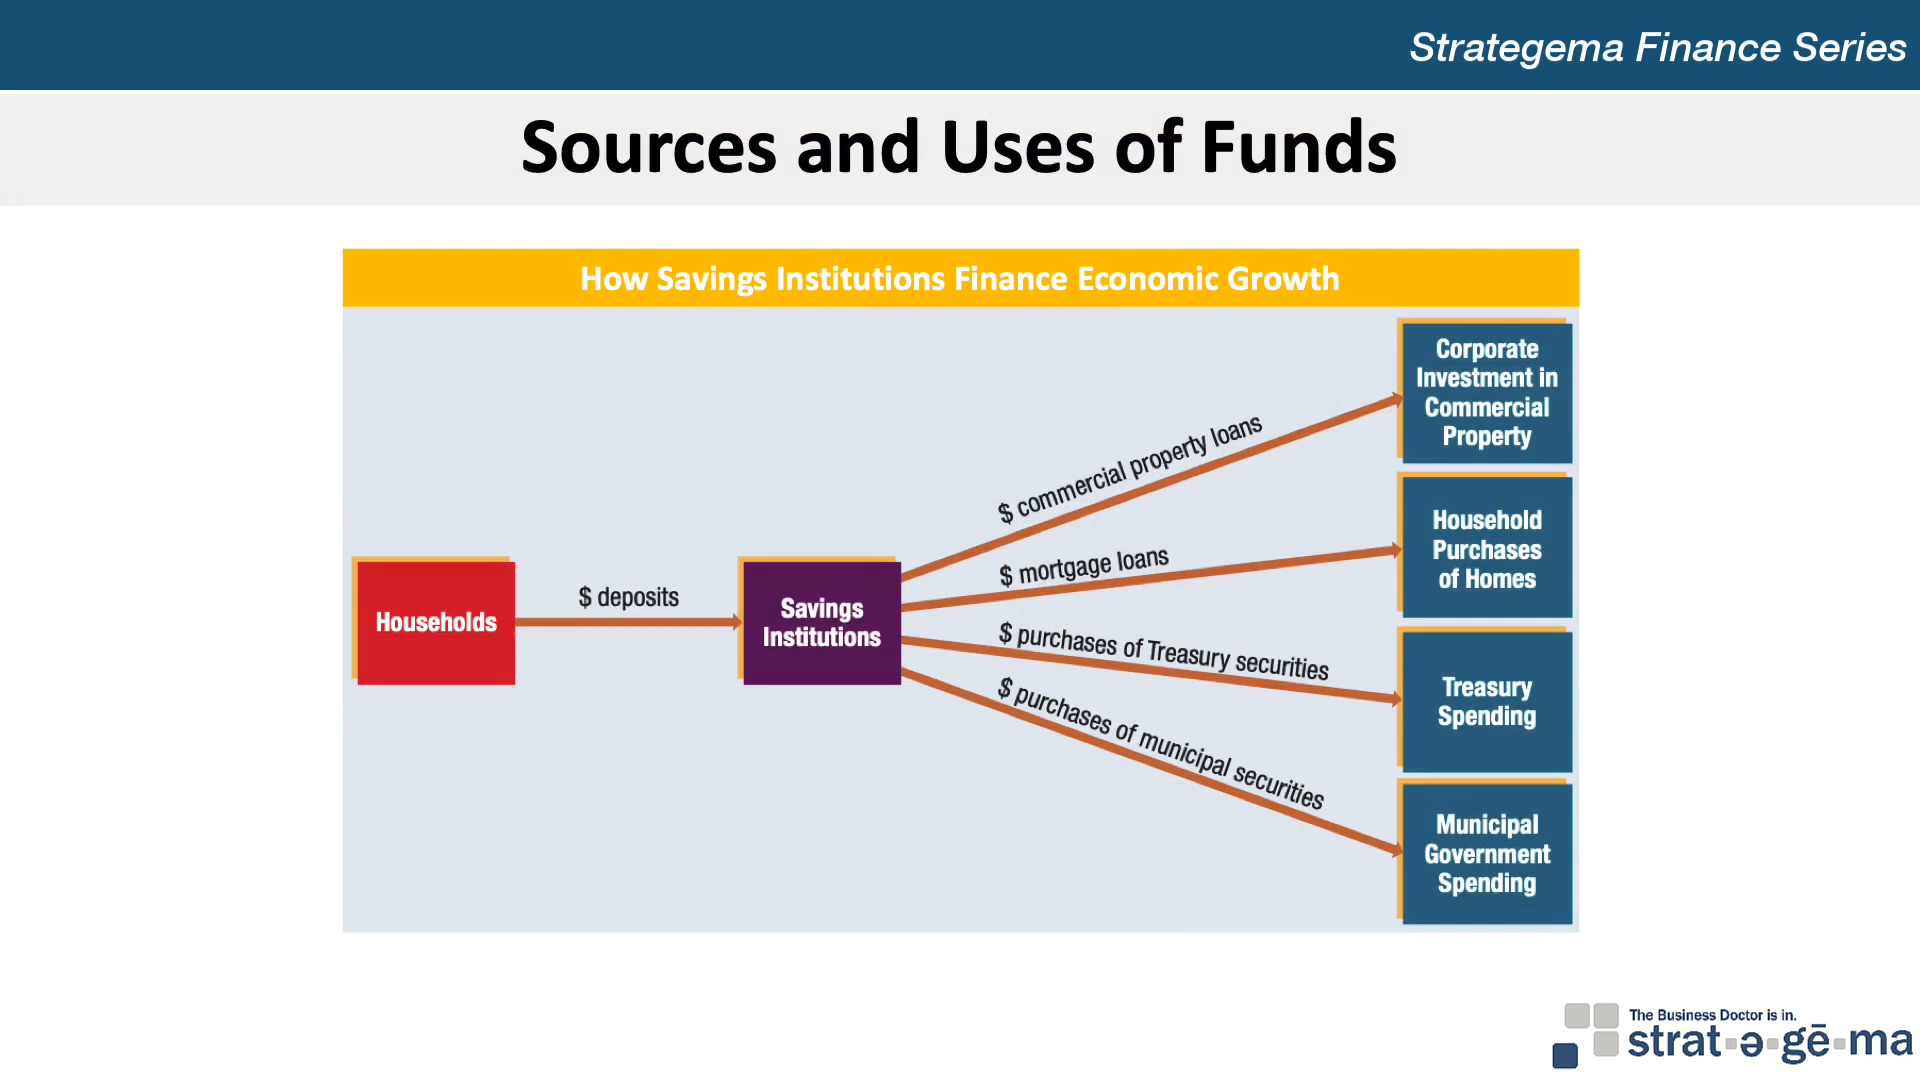 Strategema Finance Series
Sources and Uses of Funds
How Savings Institutions Finance Economic Growth
Households
$ deposits
Savings
Institutions
$ commercial property loans
$ mortgage loans
$ purchases of Treasury securities
$ purchases of municipal securities
Corporate
Investment in
Commercial
Property
Household
Purchases
of Homes
Treasury
Spending
Municipal
Government
Spending
The Business Doctor is in.
strat▪ə▪gē▪ma